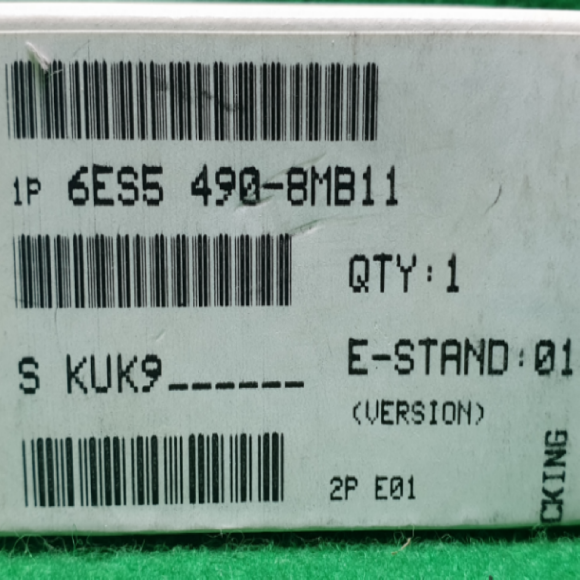 1P 6ES5 490-8MB11
QTY:1
S KUK9______
E-STAND:01
(VERSION)
2P E01
CKING